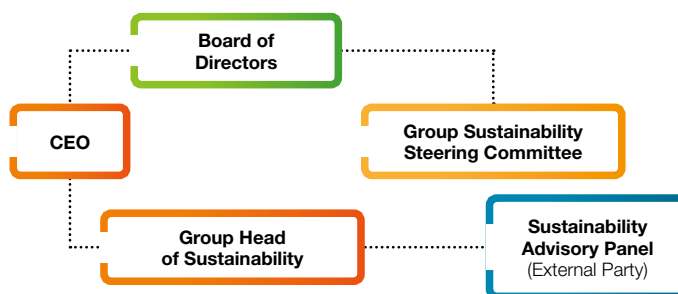 Board of
Directors
CEO
Group Sustainability
Steering Committee
Group Head
of Sustainability
Sustainability
Advisory Panel
(External Party)